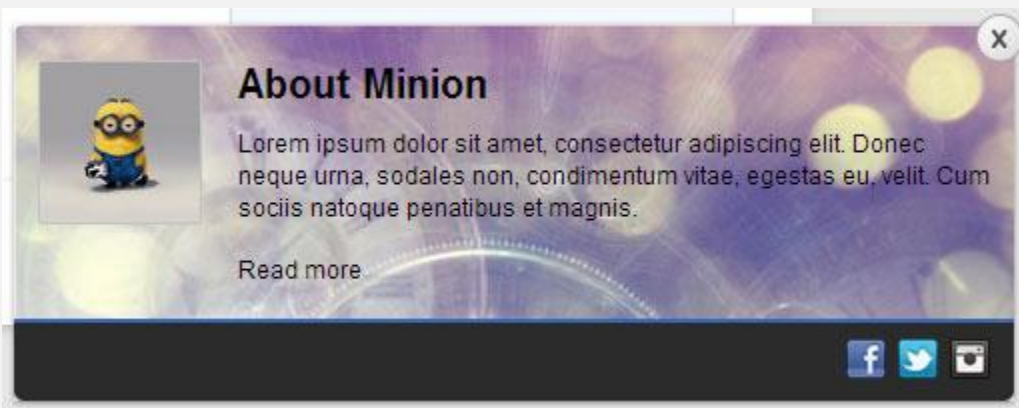 X
About Minion
Lorem ipsum dolor sit amet, consectetur adipiscing elit. Donec
neque urna, sodales non, condimentum vitae, egestas eu, velit. Cum
sociis natoque penatibus et magnis.
Read more
f